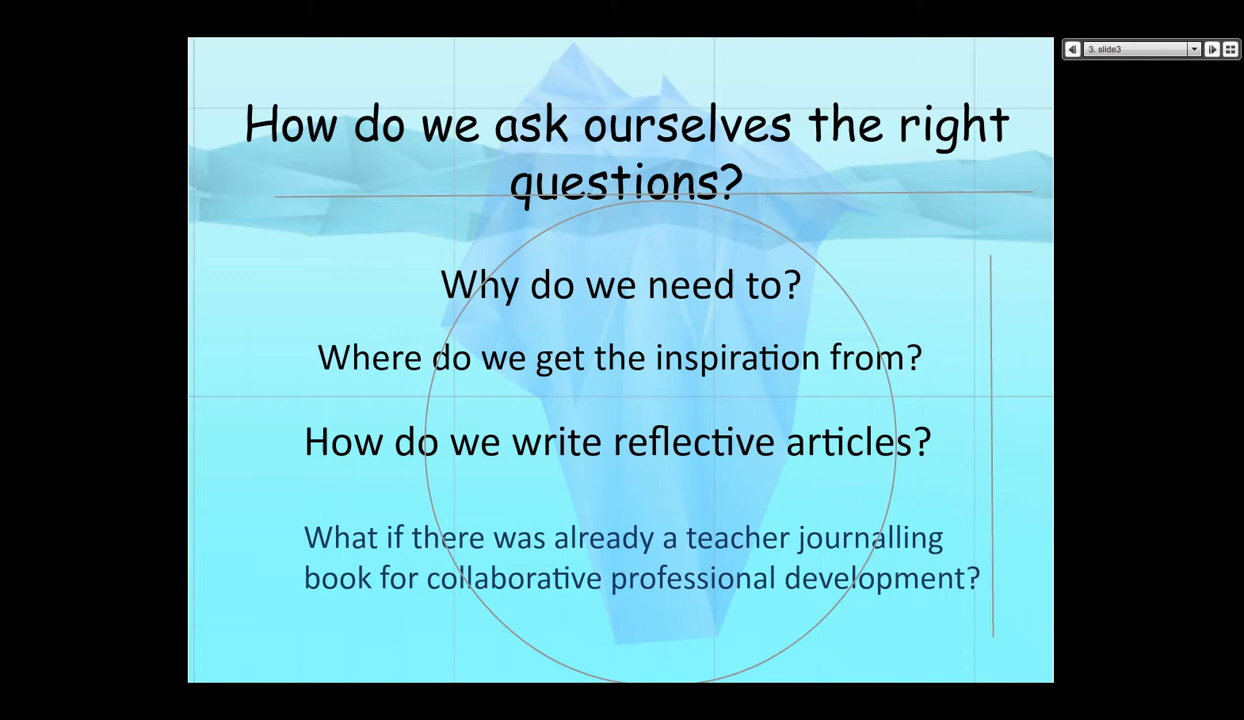 3. slide3
How do we ask ourselves the right
questions?
Why do we need to?
Where do we get the inspiration from?
How do we write reflective articles?
What if there was already a teacher journalling
book for collaborative professional development?